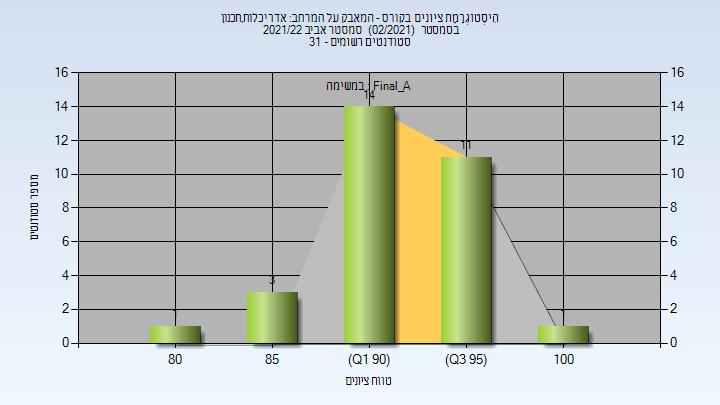 היסטוגרמת ציונים בקורס - המאבק על המרחב: אדריכלות,תכנון
בסמסטר (02/2021) סמסטר אביב 2021/22
סטודנטים רשומים - 31
במשימה : Final_A
16 16
14 14
12 12
10 10
8 8
6 6
4 4
2 2
0 0
1 3 14 11 1
מספר סטודנטים
80 85 (Q1 90) (Q3 95) 100
טווח ציונים